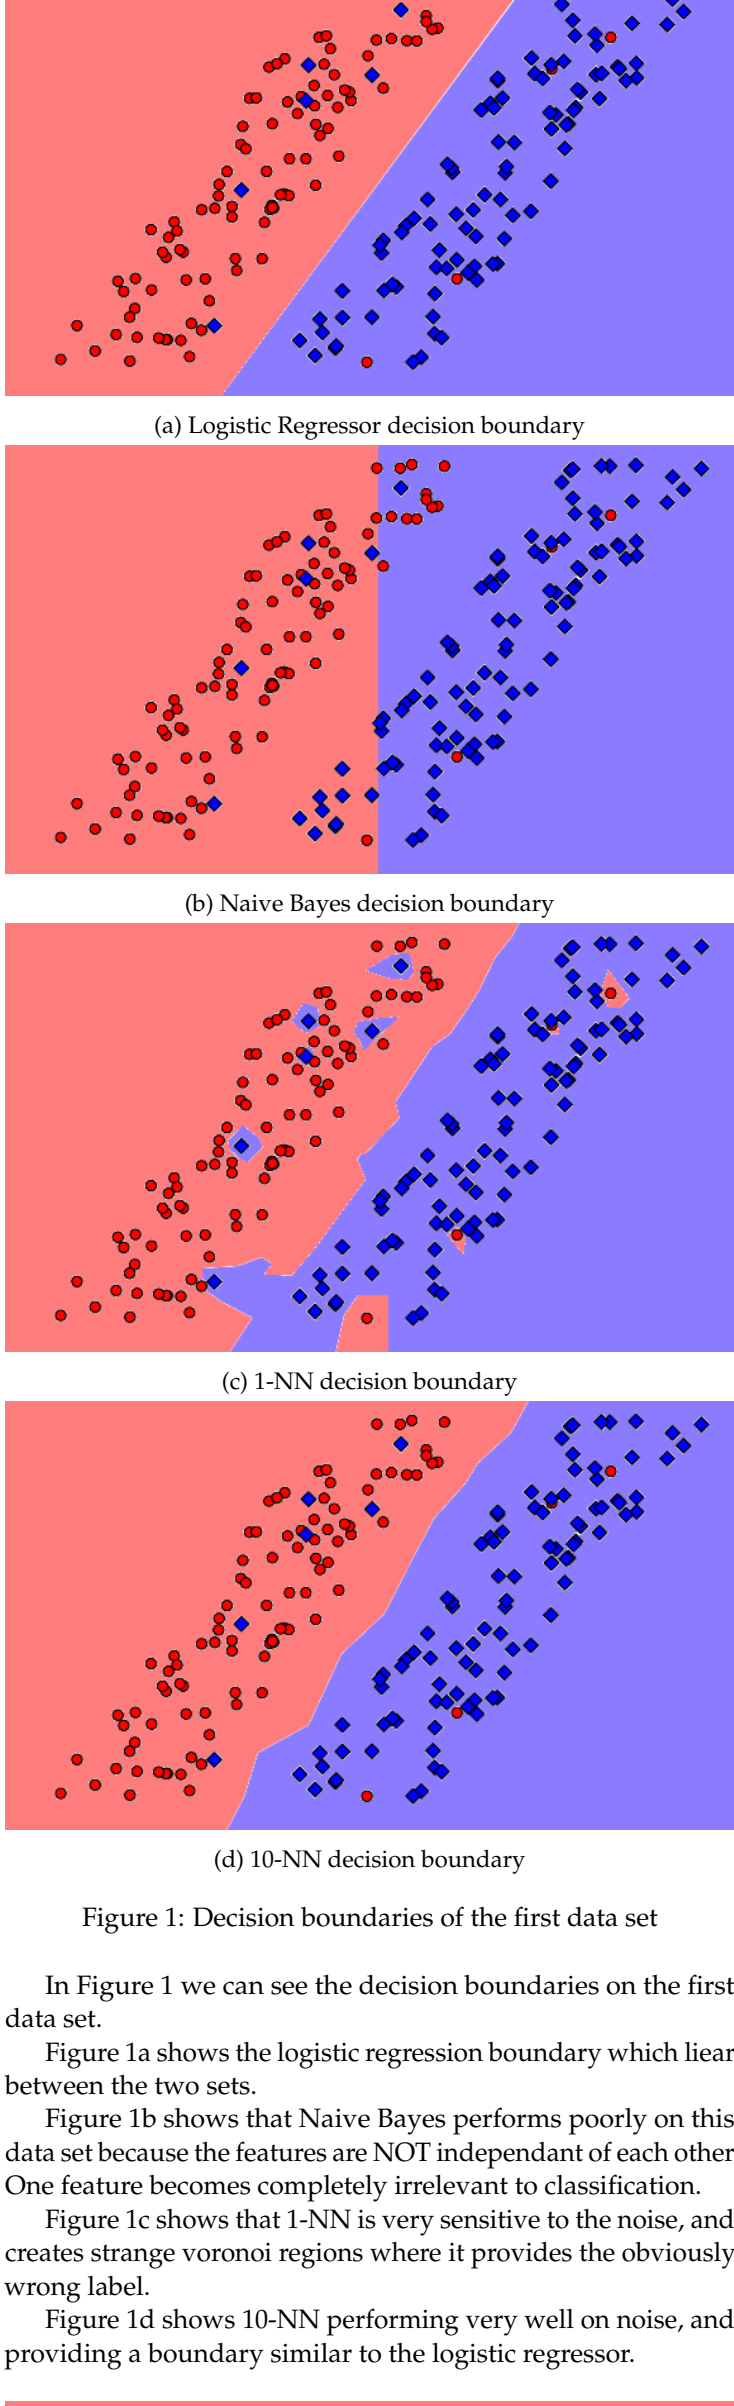 (a) Logistic Regressor decision boundary
(b) Naive Bayes decision boundary
(c) 1-NN decision boundary
(d) 10-NN decision boundary
Figure 1: Decision boundaries of the first data set
In Figure 1 we can see the decision boundaries on the first
data set.
Figure 1a shows the logistic regression boundary which liear
between the two sets.
Figure 1b shows that Naive Bayes performs poorly on this
data set because the features are NOT independant of each other
One feature becomes completely irrelevant to classification.
Figure 1c shows that 1-NN is very sensitive to the noise, and
creates strange voronoi regions where it provides the obviously
wrong label.
Figure 1d shows 10-NN performing very well on noise, and
providing a boundary similar to the logistic regressor.